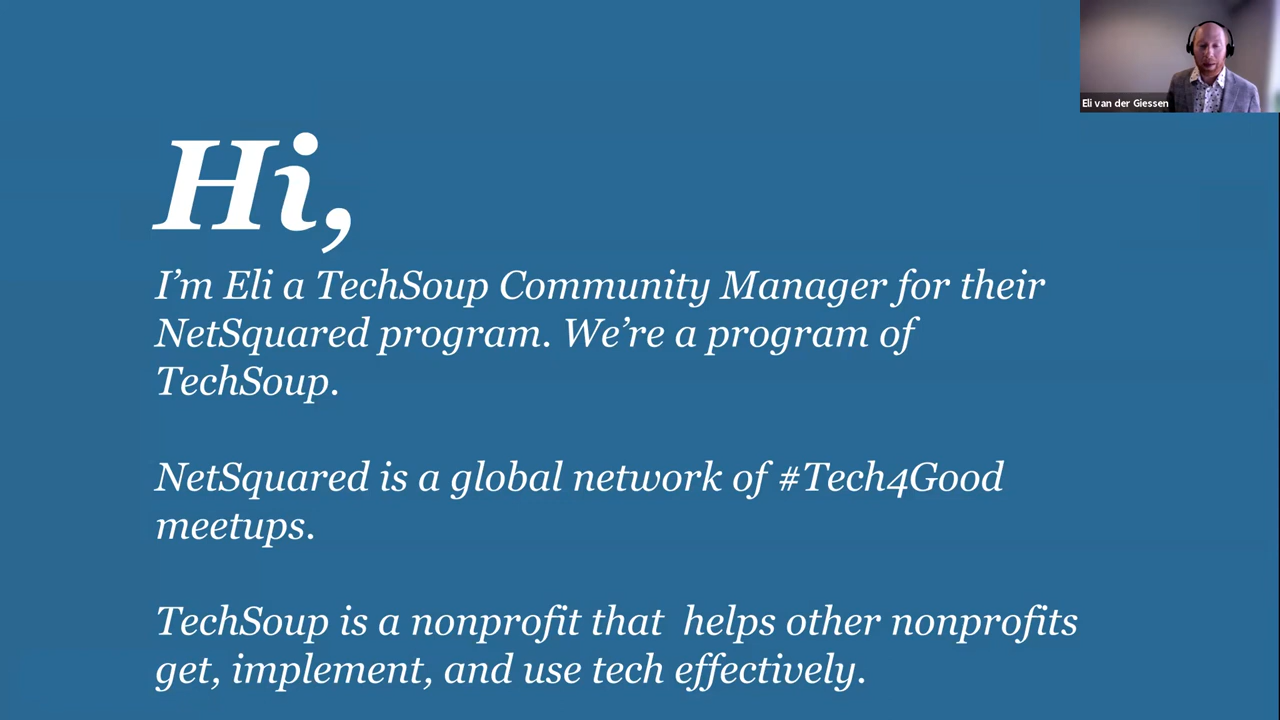 Eli van der Giessen
Hi,
I’m Eli a TechSoup Community Manager for their
NetSquared program. We’re a program of
TechSoup.
NetSquared is a global network of #Tech4Good
meetups.
TechSoup is a nonprofit that  helps other nonprofits
get, implement, and use tech effectively.